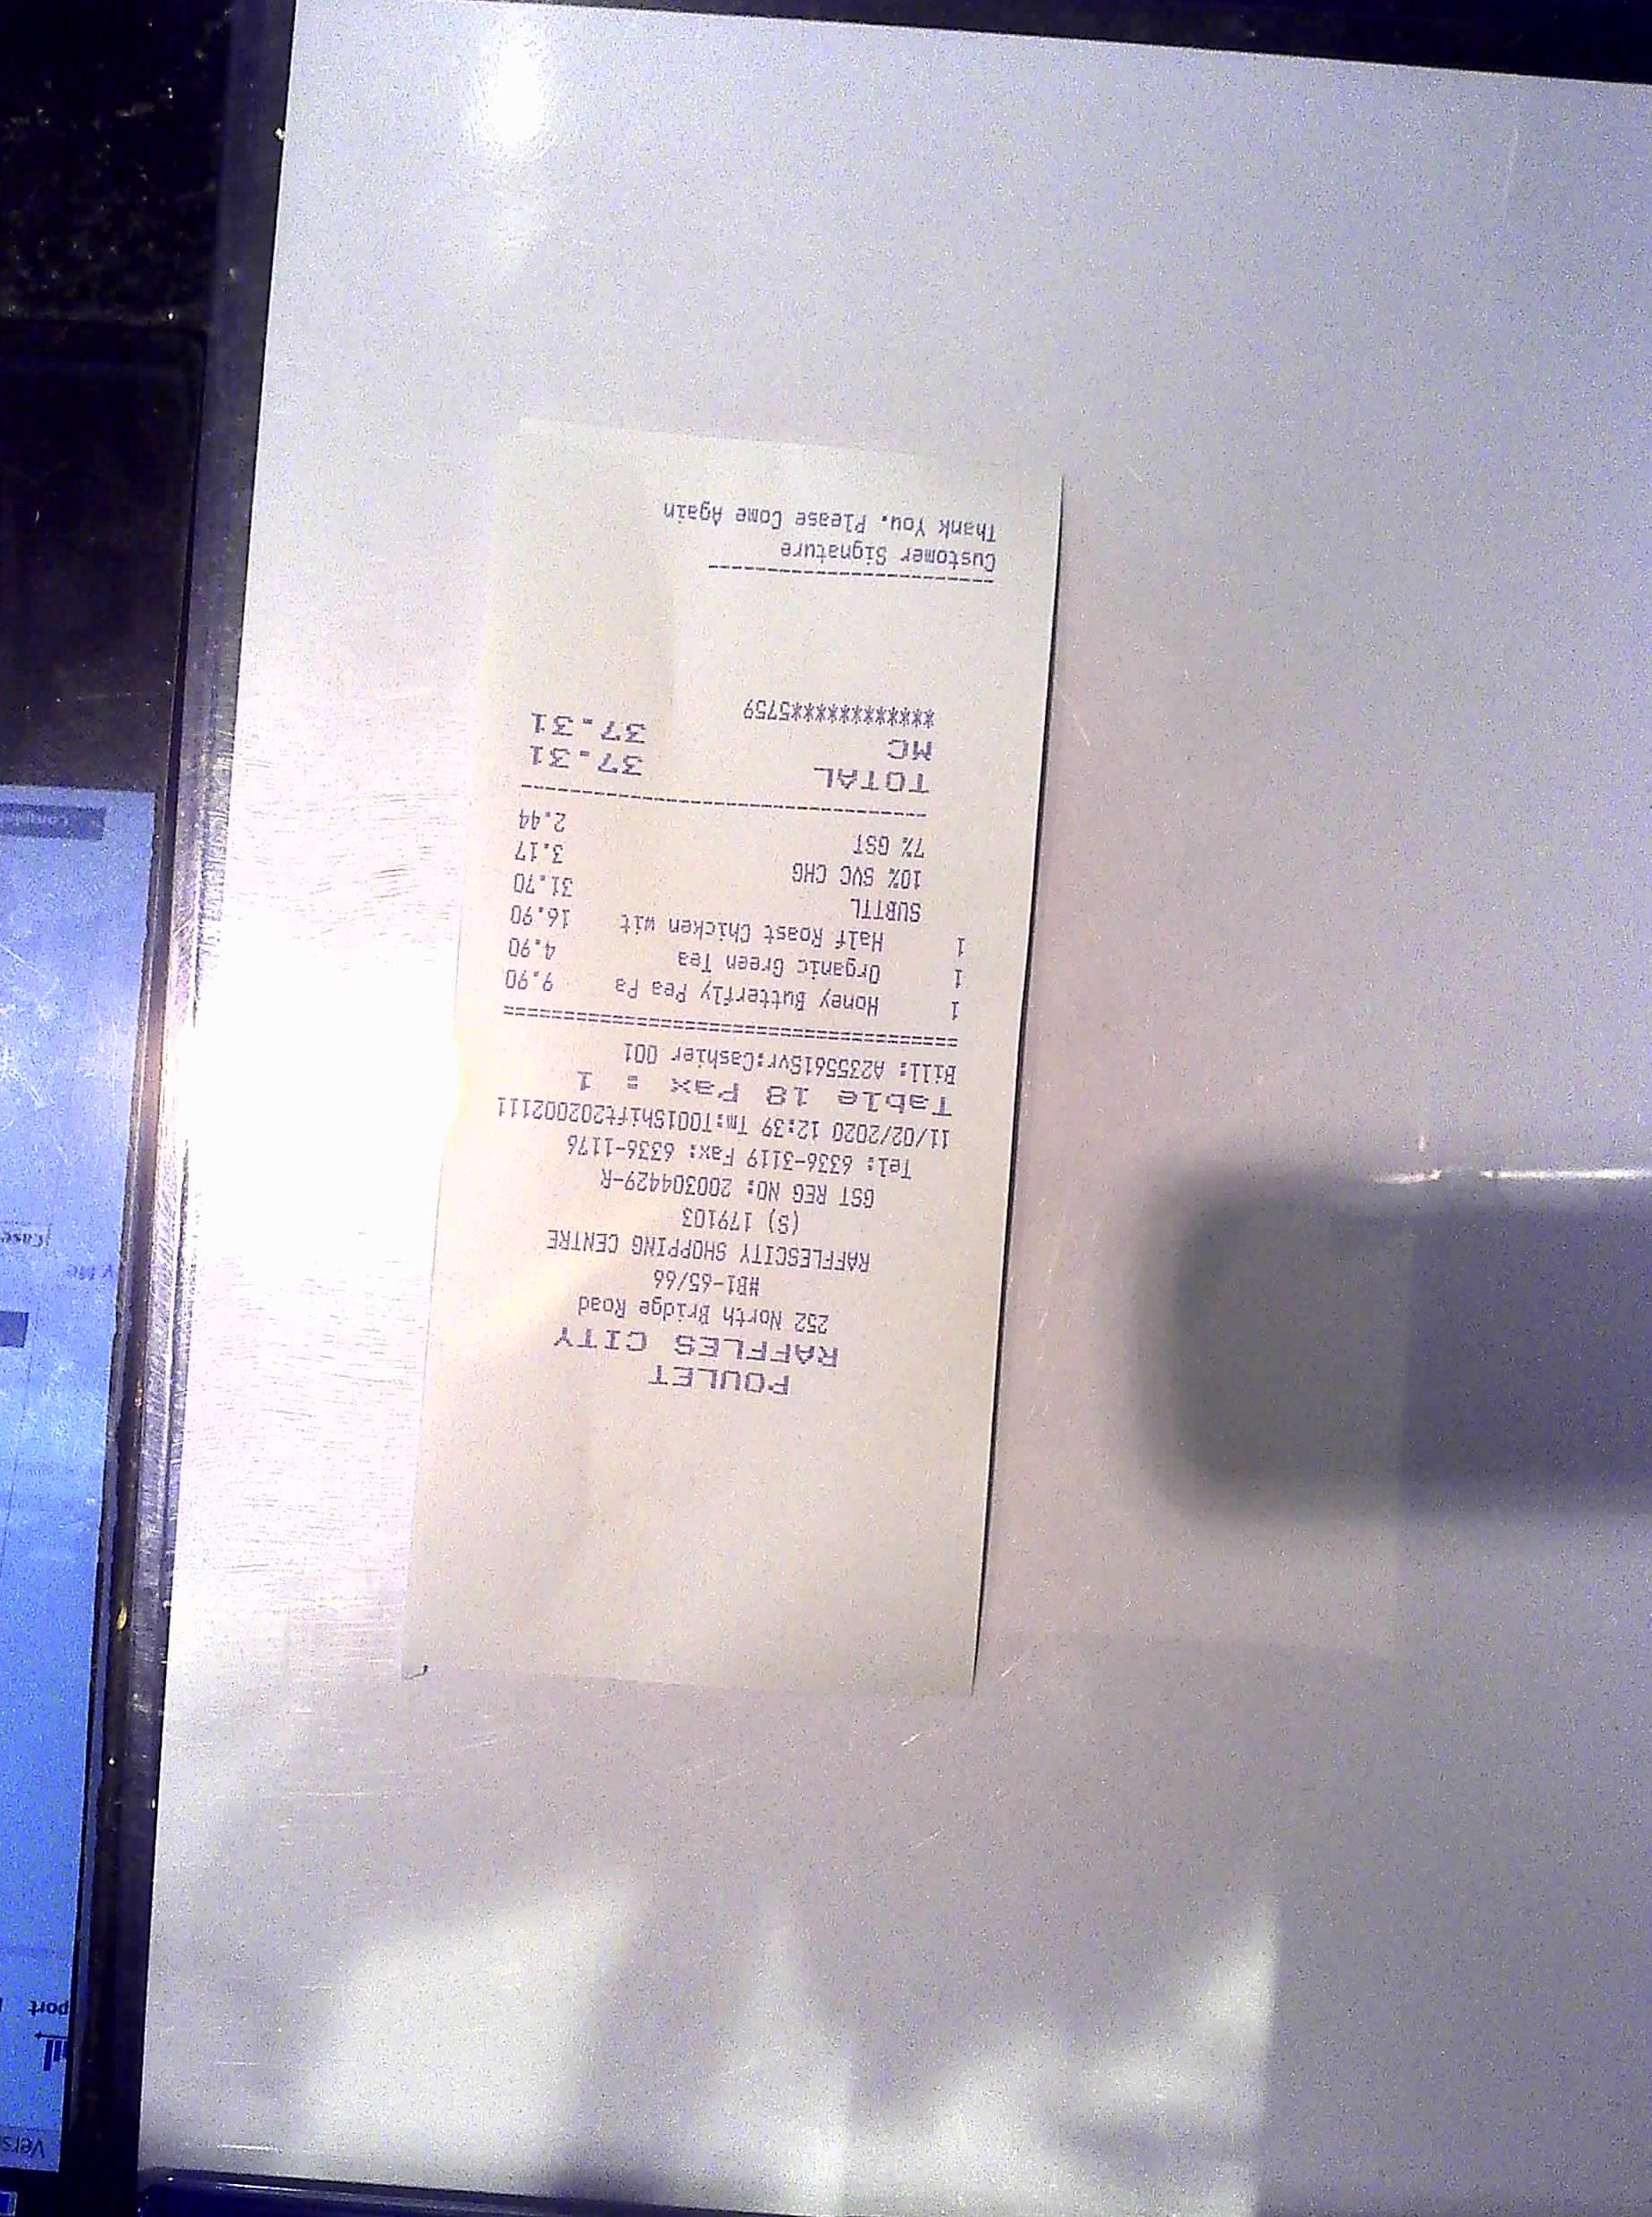 POULET
RAFFLES CITY
252 North Bridge Road
#B1-65/66
RAFFLESCITY SHOPPING CENTRE
(S) 179103
GST REG NO: 200304429-R
Tel: 6336-3119 Fax: 6336-1176
11/02/2020 12:39 Tm:T001Shift202002111
Table 18 Pax : 1
Bill: A235561Svr:Cashier 001
======================================
1 Honey Butterfly Pea Pa 9.90
1 Organic Green Tea 4.90
1 Half Roast Chicken wit 16.90
SUBTTL 31.70
10% SVC CHG 3.17
7% GST 2.44
----------------------------------
TOTAL 37.31
MC 37.31
************5759
------------------------
Customer Signature
Thank You. Please Come Again
port